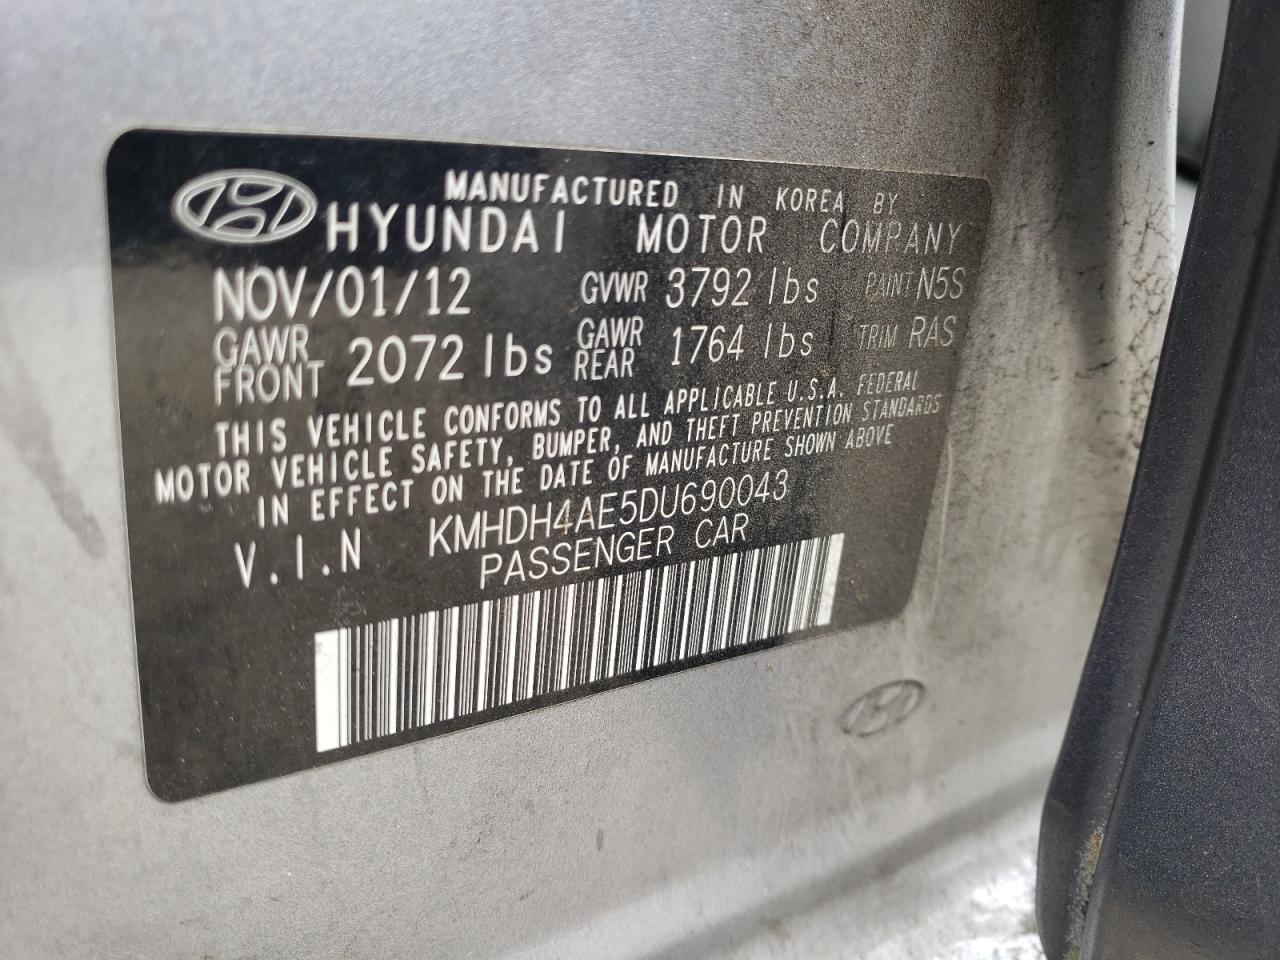 MANUFACTURED IN KOREA BY
HYUNDAI MOTOR COMPANY
NOV/01/12 GVWR 3792 lbs PAINT N5S
GAWR FRONT 2072 lbs GAWR REAR 1764 lbs TRIM RAS
THIS VEHICLE CONFORMS TO ALL APPLICABLE U.S.A. FEDERAL
MOTOR VEHICLE SAFETY, BUMPER, AND THEFT PREVENTION STANDARDS
IN EFFECT ON THE DATE OF MANUFACTURE SHOWN ABOVE
V.I.N KMHDH4AE5DU690043
PASSENGER CAR